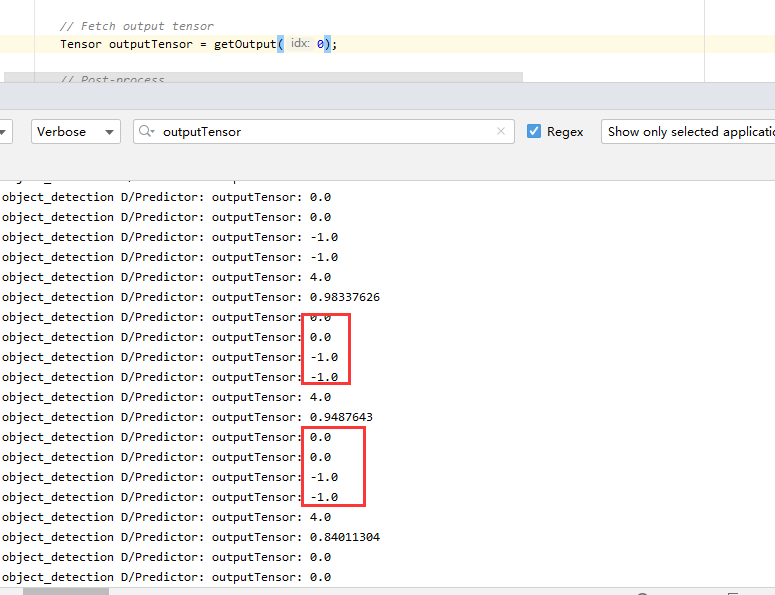 // Fetch output tensor
Tensor outputTensor = getOutput( idx: 0);
// Post-process
Verbose outputTensor Regex Show only selected applicatio
object_detection D/Predictor: outputTensor: 0.0
object_detection D/Predictor: outputTensor: 0.0
object_detection D/Predictor: outputTensor: -1.0
object_detection D/Predictor: outputTensor: -1.0
object_detection D/Predictor: outputTensor: 4.0
object_detection D/Predictor: outputTensor: 0.98337626
object_detection D/Predictor: outputTensor: 0.0
object_detection D/Predictor: outputTensor: 0.0
object_detection D/Predictor: outputTensor: -1.0
object_detection D/Predictor: outputTensor: -1.0
object_detection D/Predictor: outputTensor: 4.0
object_detection D/Predictor: outputTensor: 0.9487643
object_detection D/Predictor: outputTensor: 0.0
object_detection D/Predictor: outputTensor: 0.0
object_detection D/Predictor: outputTensor: -1.0
object_detection D/Predictor: outputTensor: -1.0
object_detection D/Predictor: outputTensor: 4.0
object_detection D/Predictor: outputTensor: 0.84011304
object_detection D/Predictor: outputTensor: 0.0
object_detection D/Predictor: outputTensor: 0.0